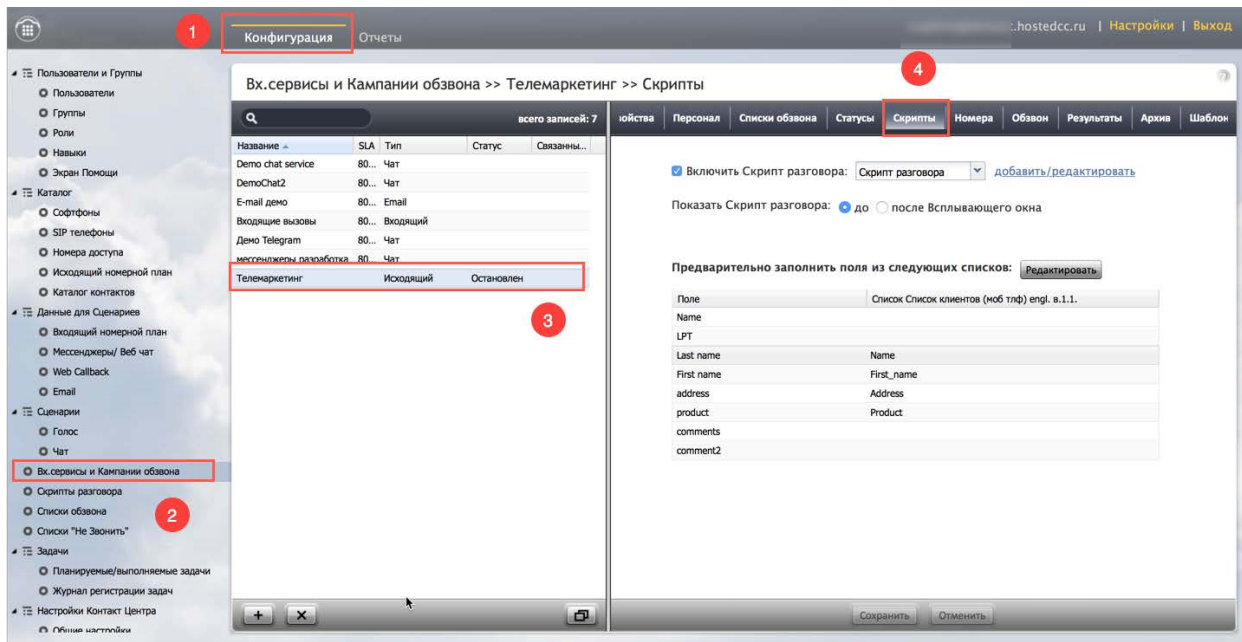 1
Конфигурация
Отчеты
:.hostedcc.ru | Настройки | Выход
Пользователи и Группы
Пользователи
Группы
Роли
Навыки
Экран Помощи
Каталог
Софтфоны
SIP телефоны
Номера доступа
Исходящий номерной план
Каталог контактов
Данные для Сценариев
Входящий номерной план
Мессенджеры/ Веб чат
Web Callback
Email
Сценарии
Голос
Чат
Вх.сервисы и Кампании обзвона
Скрипты разговора
Списки обзвона
2
Списки "Не Звонить"
Задачи
Планируемые/выполняемые задачи
Журнал регистрации задач
Настройки Контакт Центра
Общие настройки
Вх.сервисы и Кампании обзвона >> Телемаркетинг >> Скрипты
4
всего записей: 7
Название SLA Тип Статус Связанны...
Demo chat service 80... Чат
DemoChat2 80... Чат
E-mail демо 80... Email
Входящие вызовы 80... Входящий
Демо Telegram 80... Чат
мессенджеры разработка 80... Чат
Телемаркетинг Исходящий Остановлен
3
ойства Персонал Списки обзвона Статусы Скрипты Номера Обзвон Результаты Архив Шаблон
Включить Скрипт разговора: Скрипт разговора добавить/редактировать
Показать Скрипт разговора: до после Всплывающего окна
Предварительно заполнить поля из следующих списков: Редактировать
Поле Список Список клиентов (моб тлф) engl. в.1.1.
Name
LPT
Last name Name
First name First_name
address Address
product Product
comments
comment2
+ x
Сохранить Отменить